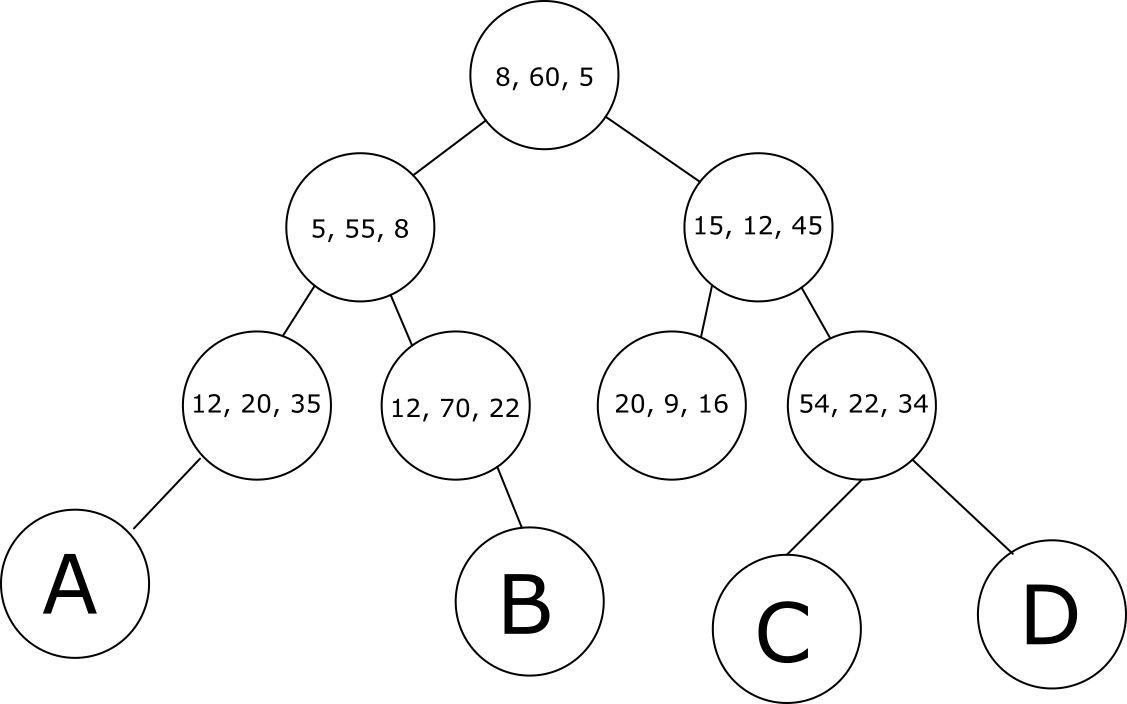 8, 60, 5
5, 55, 8
15, 12, 45
12, 20, 35
12, 70, 22
20, 9, 16
54, 22, 34
A
B
C
D